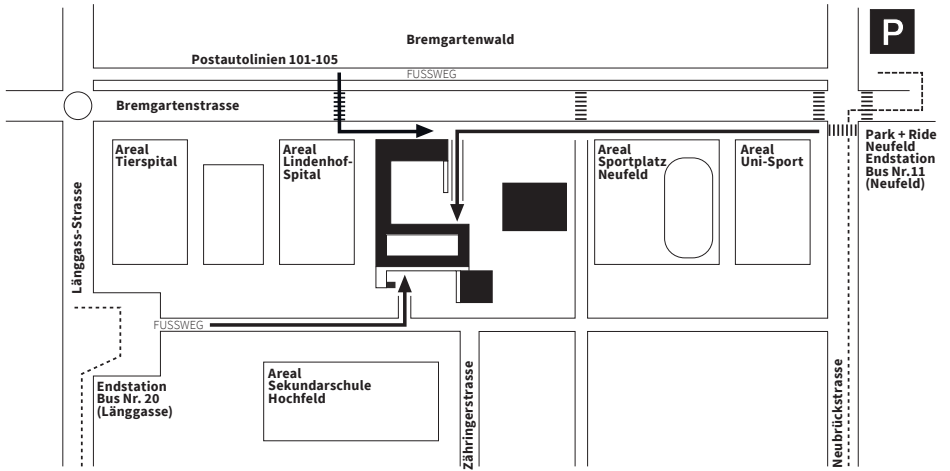 P
Bremgartenwald
Postautolinien 101-105
FUSSWEG
Bremgartenstrasse
Park + Ride
Neufeld
Endstation
Bus Nr.11
(Neufeld)
Areal
Tierspital
Areal
Lindenhof-
Spital
Areal
Sportplatz
Neufeld
Areal
Uni-Sport
Länggass-Strasse
FUSSWEG
Endstation
Bus Nr. 20
(Länggasse)
Areal
Sekundarschule
Hochfeld
Zähringerstrasse
Neubrückstrasse